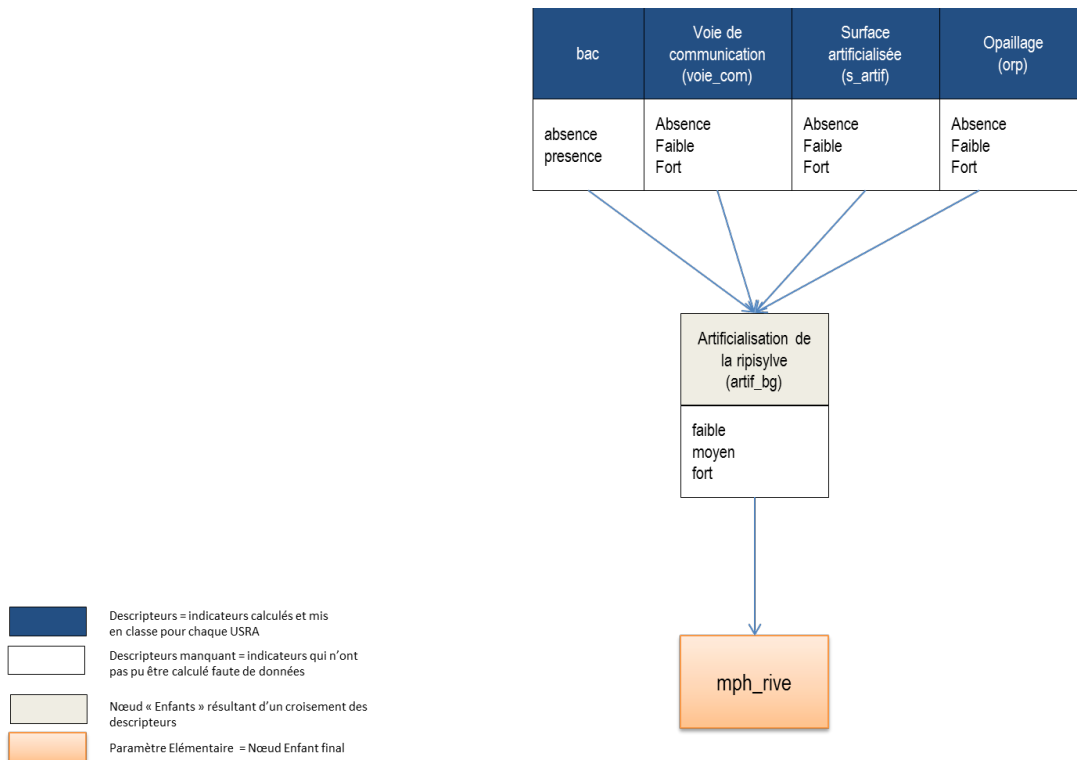 bac
Voie de
communication
(voie_com)
Surface
artificialisée
(s_artif)
Opaillage
(orp)
absence
presence
Absence
Faible
Fort
Absence
Faible
Fort
Absence
Faible
Fort
Artificialisation de
la ripisylve
(artif_bg)
faible
moyen
fort
mph_rive
Descripteurs = indicateurs calculés et mis
en classe pour chaque USRA
Descripteurs manquant = indicateurs qui n'ont
pas pu être calculé faute de données
Nœud « Enfants » résultant d'un croisement des
descripteurs
Paramètre Elémentaire = Nœud Enfant final